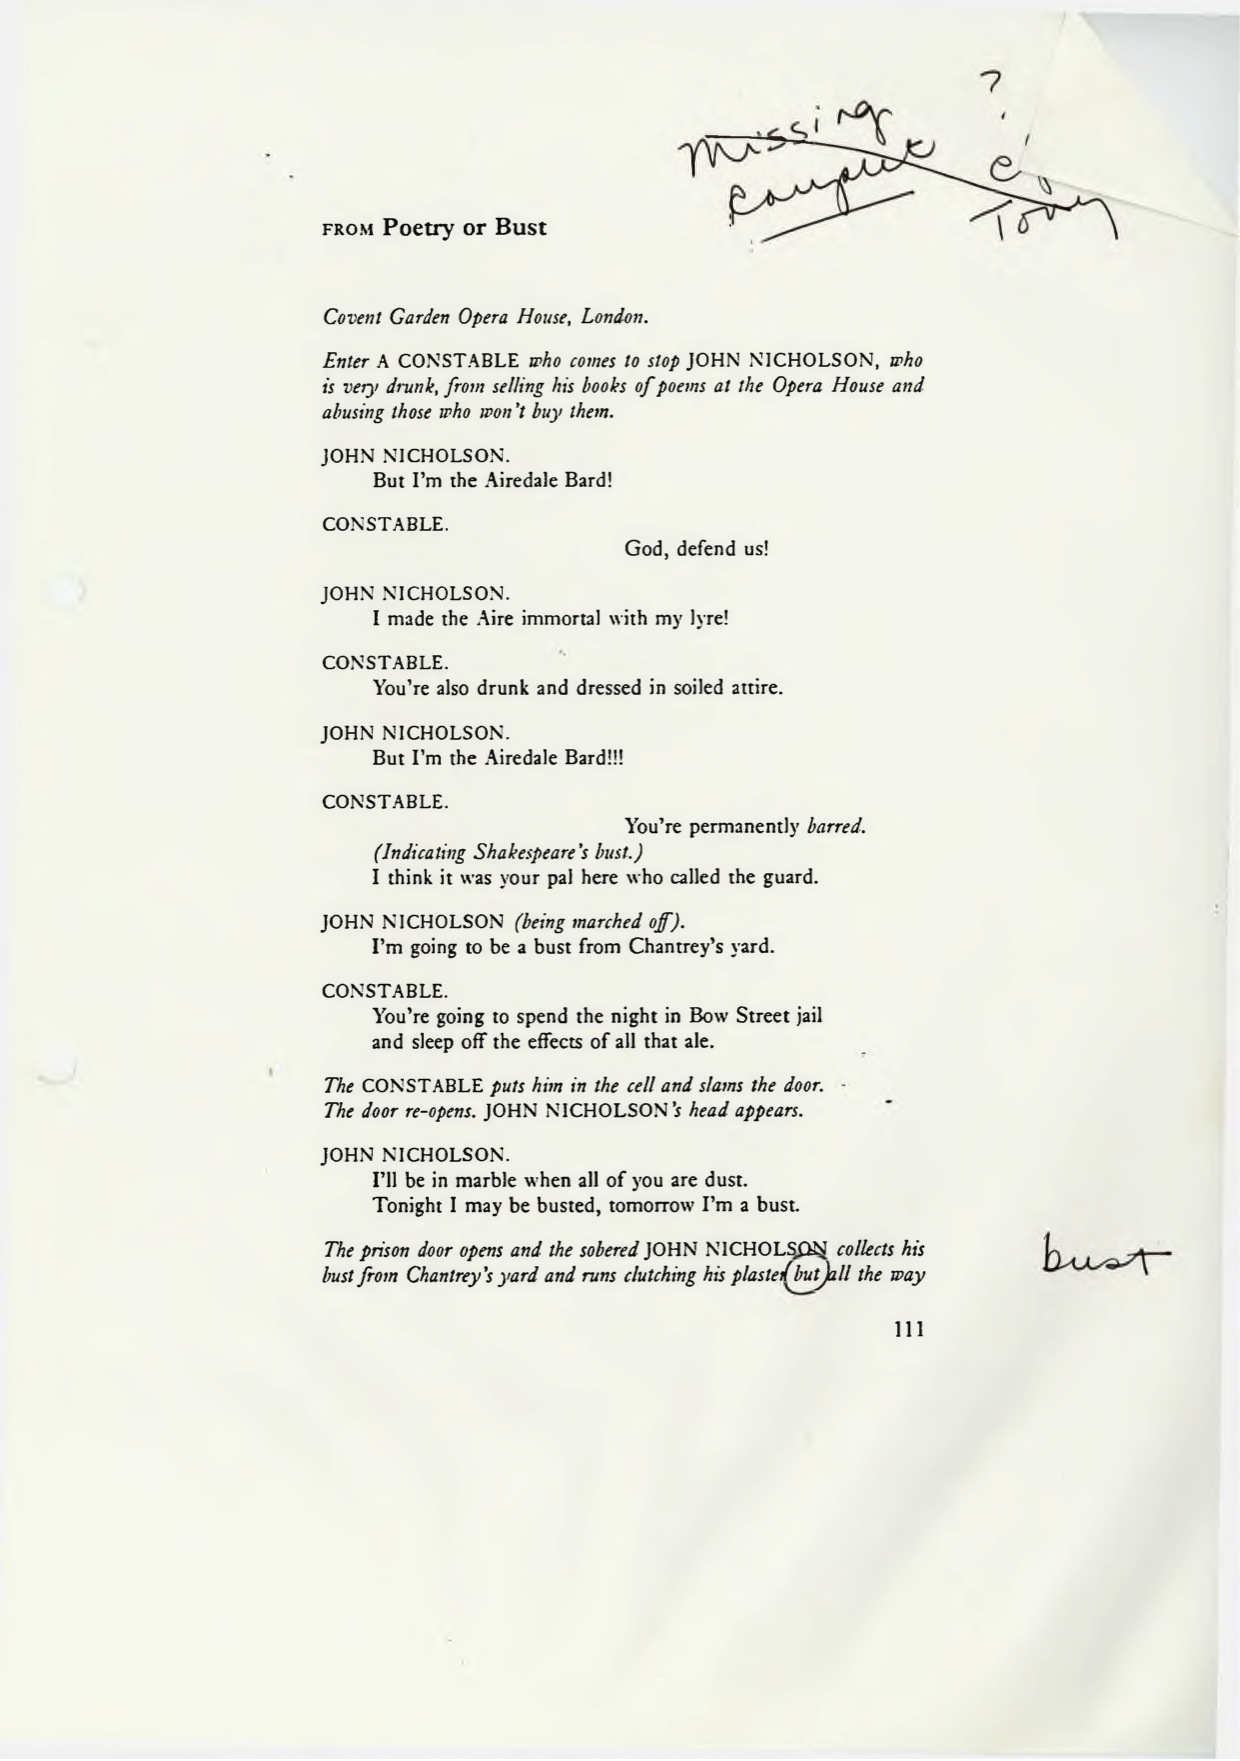 ?
missing
couplet
Tony
FROM Poetry or Bust
Covent Garden Opera House, London.
Enter A CONSTABLE who comes to stop JOHN NICHOLSON, who
is very drunk, from selling his books of poems at the Opera House and
abusing those who won't buy them.
JOHN NICHOLSON.
But I'm the Airedale Bard!
CONSTABLE.
God, defend us!
JOHN NICHOLSON.
I made the Aire immortal with my lyre!
CONSTABLE.
You're also drunk and dressed in soiled attire.
JOHN NICHOLSON.
But I'm the Airedale Bard!!!
CONSTABLE.
You're permanently barred.
(Indicating Shakespeare's bust.)
I think it was your pal here who called the guard.
JOHN NICHOLSON (being marched off).
I'm going to be a bust from Chantrey's yard.
CONSTABLE.
You're going to spend the night in Bow Street jail
and sleep off the effects of all that ale.
The CONSTABLE puts him in the cell and slams the door.
The door re-opens. JOHN NICHOLSON's head appears.
JOHN NICHOLSON.
I'll be in marble when all of you are dust.
Tonight I may be busted, tomorrow I'm a bust.
The prison door opens and the sobered JOHN NICHOLSON collects his
bust from Chantrey's yard and runs clutching his plaster but all the way
bust
111